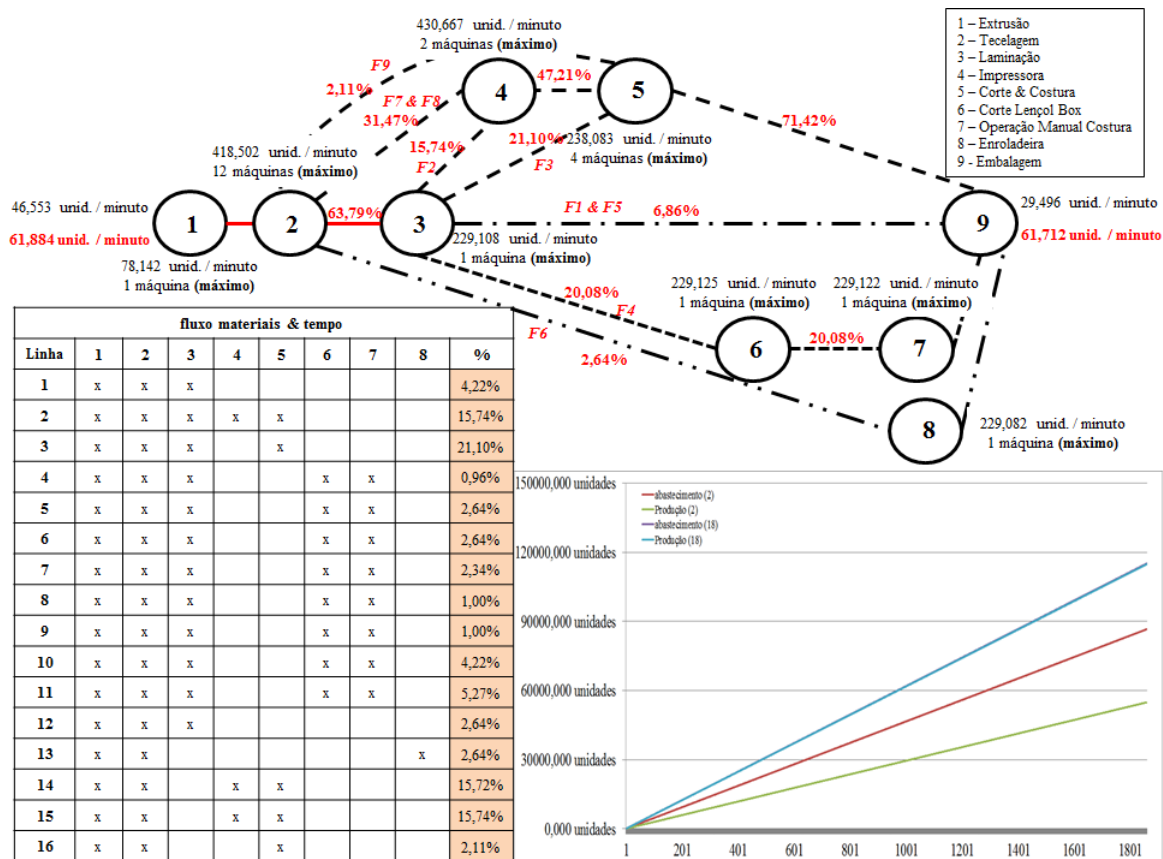 430,667 unid. / minuto
2 máquinas (máximo)
1 – Extrusão
2 – Tecelagem
3 – Laminação
4 – Impressora
5 – Corte & Costura
6 – Corte Lençol Box
7 – Operação Manual Costura
8 – Enroladeira
9 - Embalagem
F9
2,11%
4
47,21%
5
F7 & F8
31,47%
71,42%
15,74%
F2
21,10%
F3
238,083 unid. / minuto
4 máquinas (máximo)
418,502 unid. / minuto
12 máquinas (máximo)
46,553 unid. / minuto
61,884 unid. / minuto
1
2
63,79%
3
F1 & F5
6,86%
9
29,496 unid. / minuto
61,712 unid. / minuto
78,142 unid. / minuto
1 máquina (máximo)
229,108 unid. / minuto
1 máquina (máximo)
20,08%
F4
229,125 unid. / minuto
1 máquina (máximo)
229,122 unid. / minuto
1 máquina (máximo)
F6
2,64%
6
20,08%
7
8
229,082 unid. / minuto
1 máquina (máximo)
fluxo materiais & tempo
Linha 1 2 3 4 5 6 7 8 %
1 x x x 4,22%
2 x x x x x 15,74%
3 x x x x 21,10%
4 x x x x x 0,96%
5 x x x x x 2,64%
6 x x x x x 2,64%
7 x x x x x 2,34%
8 x x x x x 1,00%
9 x x x x x 1,00%
10 x x x x x 4,22%
11 x x x x x 5,27%
12 x x x 2,64%
13 x x x 2,64%
14 x x x x 15,72%
15 x x x x 15,74%
16 x x x 2,11%
150000,000 unidades
120000,000 unidades
90000,000 unidades
60000,000 unidades
30000,000 unidades
0,000 unidades
abastecimento (2)
Produção (2)
abastecimento (18)
Produção (18)
1 201 401 601 801 1001 1201 1401 1601 1801